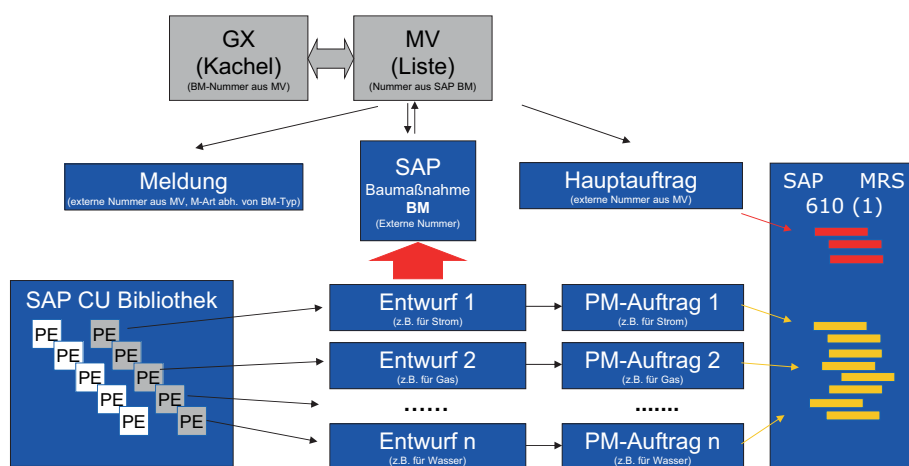 GX
(Kachel)
(BM-Nummer aus MV)
MV
(Liste)
(Nummer aus SAP BM)
Meldung
(externe Nummer aus MV, M-Art abh. von BM-Typ)
SAP
Baumaßnahme
BM
(Externe Nummer)
Hauptauftrag
(externe Nummer aus MV)
SAP MRS
610 (1)
SAP CU Bibliothek
PE
PE
PE
PE
PE
PE
PE
PE
PE
PE
Entwurf 1
(z.B. für Strom)
PM-Auftrag 1
(z.B. für Strom)
Entwurf 2
(z.B. für Gas)
PM-Auftrag 2
(z.B. für Gas)
......
.......
Entwurf n
(z.B. für Wasser)
PM-Auftrag n
(z.B. für Wasser)